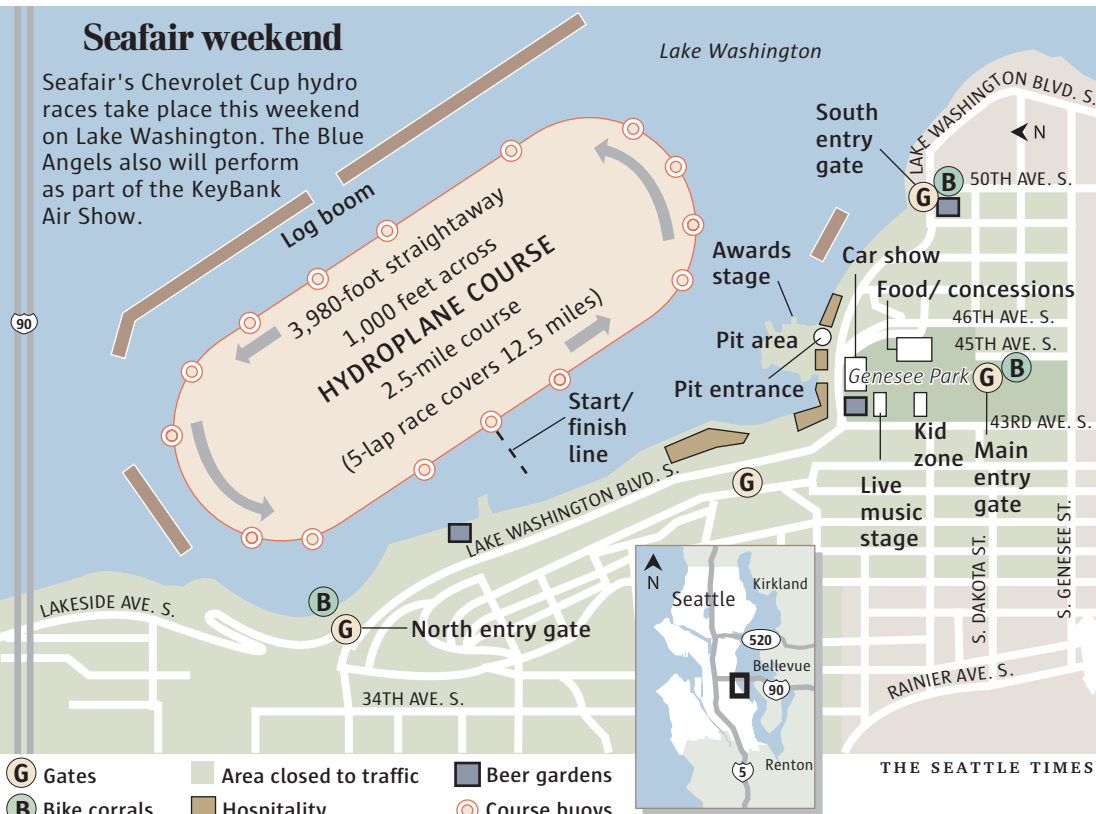 Seafair weekend
Seafair's Chevrolet Cup hydro
races take place this weekend
on Lake Washington. The Blue
Angels also will perform
as part of the KeyBank
Air Show.
Lake Washington
LAKE WASHINGTON BLVD. S.
N
South
entry
gate
B
G
50TH AVE. S.
Log boom
3,980-foot straightaway
1,000 feet across
HYDROPLANE COURSE
2.5-mile course
(5-lap race covers 12.5 miles)
90
Awards
stage
Car show
Food/ concessions
46TH AVE. S.
45TH AVE. S.
Pit area
Genesee Park
G
B
Pit entrance
Start/
finish
line
43RD AVE. S.
Kid
zone
Main
entry
gate
Live
music
stage
G
LAKE WASHINGTON BLVD. S.
S. DAKOTA ST.
S. GENESEE ST.
LAKESIDE AVE. S.
B
G
North entry gate
34TH AVE. S.
RAINIER AVE. S.
N
Seattle
Kirkland
520
Bellevue
90
Renton
5
THE SEATTLE TIMES
G Gates
Area closed to traffic
Beer gardens
B Bike corrals
Hospitality
Course buoys